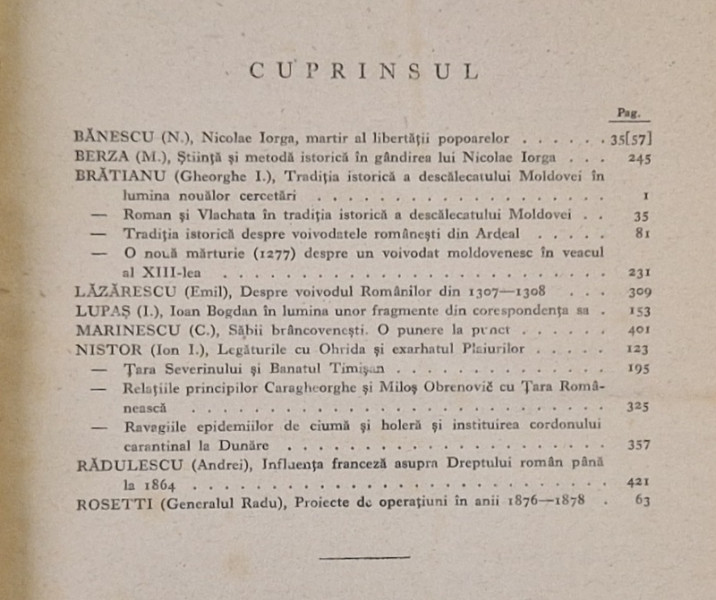 CUPRINSUL
Pag.
BĂNESCU (N.), Nicolae Iorga, martir al libertății popoarelor . . . . . . 35[57]
BERZA (M.), Știință și metodă istorică în gândirea lui Nicolae Iorga . . . 245
BRĂTIANU (Gheorghe I.), Tradiția istorică a descălecatului Moldovei în
lumina nouălor cercetări . . . . . . . . . . . . . . . . . 1
— Roman și Vlachata în tradiția istorică a descălecatului Moldovei . . 35
— Tradiția istorică despre voivodatele românești din Ardeal . . . . . 81
— O nouă mărturie (1277) despre un voivodat moldovenesc în veacul
al XIII-lea . . . . . . . . . . . . . . . . . . . . . . . 231
LĂZĂRESCU (Emil), Despre voivodul Românilor din 1307—1308 . . . 309
LUPAȘ (I.), Ioan Bogdan în lumina unor fragmente din corespondența sa . 153
MARINESCU (C.), Săbii brâncovenești. O punere la punct . . . . . . 401
NISTOR (Ion I.), Legăturile cu Ohrida și exarhatul Plaiurilor . . . . . 123
— Țara Severinului și Banatul Timișan . . . . . . . . . . . . . 195
— Relațiile principilor Caragheorghe și Miloș Obrenovič cu Țara Româ-
nească . . . . . . . . . . . . . . . . . . . . . . . . . 325
— Ravagiile epidemiilor de ciumă și holeră și instituirea cordonului
carantinal la Dunăre . . . . . . . . . . . . . . . . . . . 357
RĂDULESCU (Andrei), Influența franceză asupra Dreptului român până
la 1864 . . . . . . . . . . . . . . . . . . . . . . . . . 421
ROSETTI (Generalul Radu), Proiecte de operațiuni în anii 1876—1878 . 63